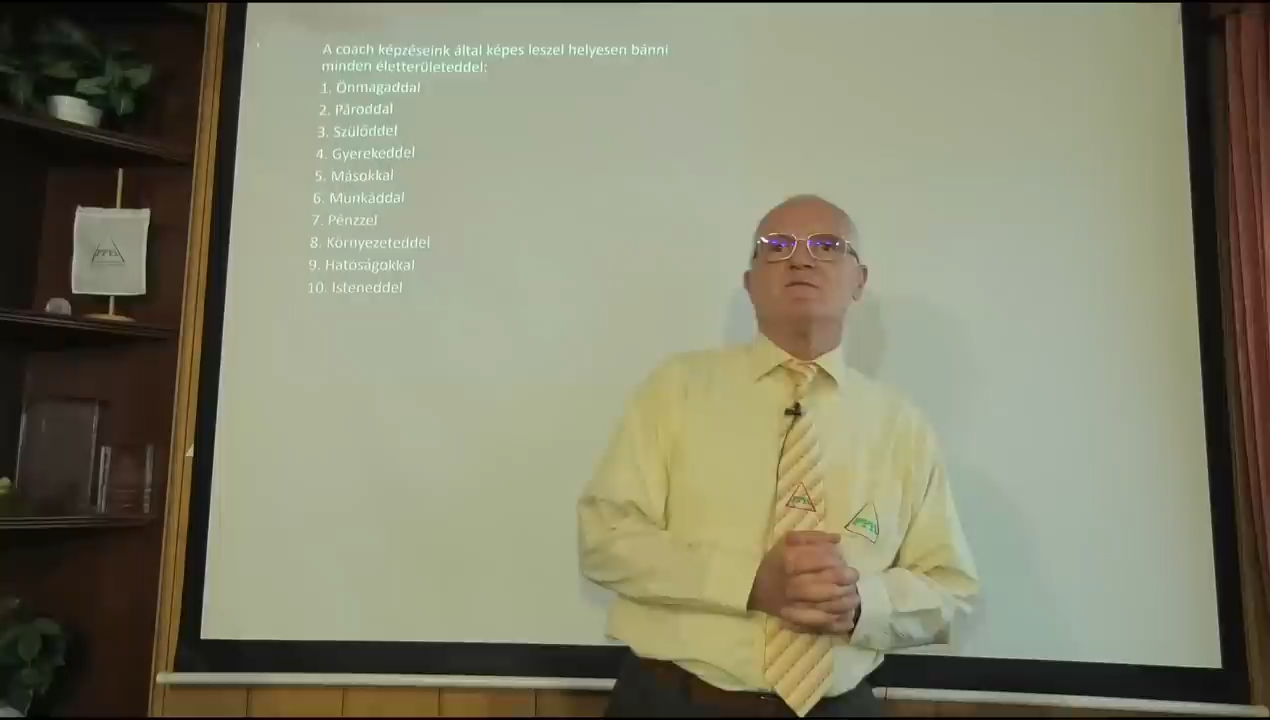 A coach képzéseink által képes leszel helyesen bánni
minden életterületeddel:
1. Önmagaddal
2. Pároddal
3. Szülőddel
4. Gyerekeddel
5. Másokkal
6. Munkáddal
7. Pénzzel
8. Környezeteddel
9. Hatóságokkal
10. Isteneddel